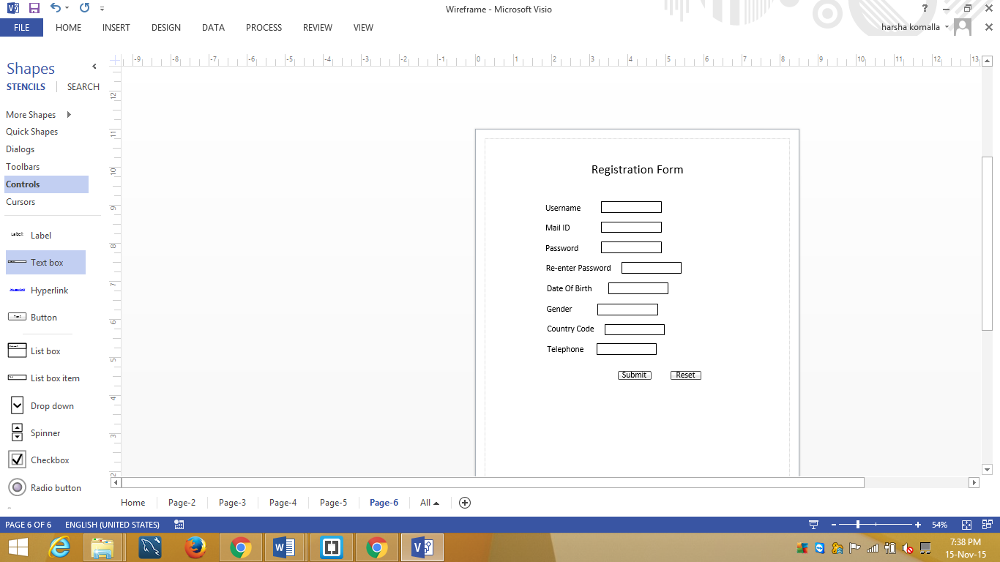 Wireframe - Microsoft Visio
?
FILE HOME INSERT DESIGN DATA PROCESS REVIEW VIEW
harsha komalla
-9 -8 -7 -6 -5 -4 -3 -2 -1 0 1 2 3 4 5 6 7 8 9 10 11 12 13
Shapes
STENCILS SEARCH
More Shapes
Quick Shapes
Dialogs
Toolbars
Controls
Cursors
Label
Text box
Hyperlink
Button
List box
List box item
Drop down
Spinner
Checkbox
Radio button
12
11
10
9
8
7
6
5
4
3
2
Registration Form
Username
Mail ID
Password
Re-enter Password
Date Of Birth
Gender
Country Code
Telephone
Submit Reset
Home Page-2 Page-3 Page-4 Page-5 Page-6 All
PAGE 6 OF 6 ENGLISH (UNITED STATES) 54%
7:38 PM
15-Nov-15